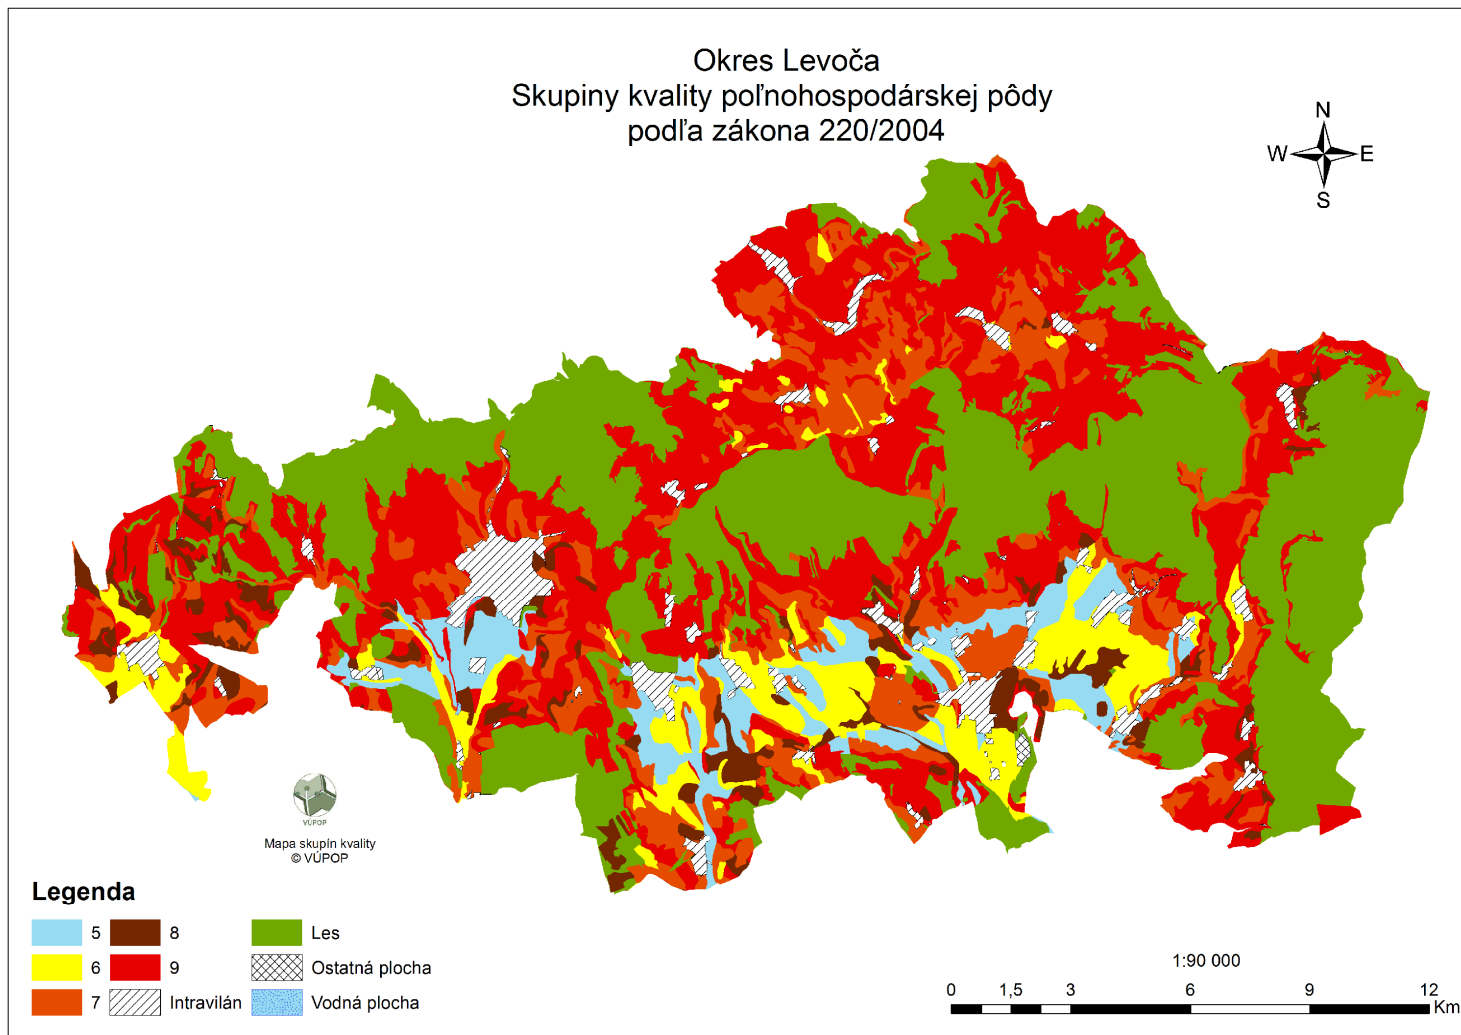 Okres Levoča
Skupiny kvality poľnohospodárskej pôdy
podľa zákona 220/2004
N
W E
S
VÚPOP
Mapa skupín kvality
© VÚPOP
Legenda
5 8 Les
6 9 Ostatná plocha
7 Intravilán Vodná plocha
1:90 000
0 1,5 3 6 9 12
Km